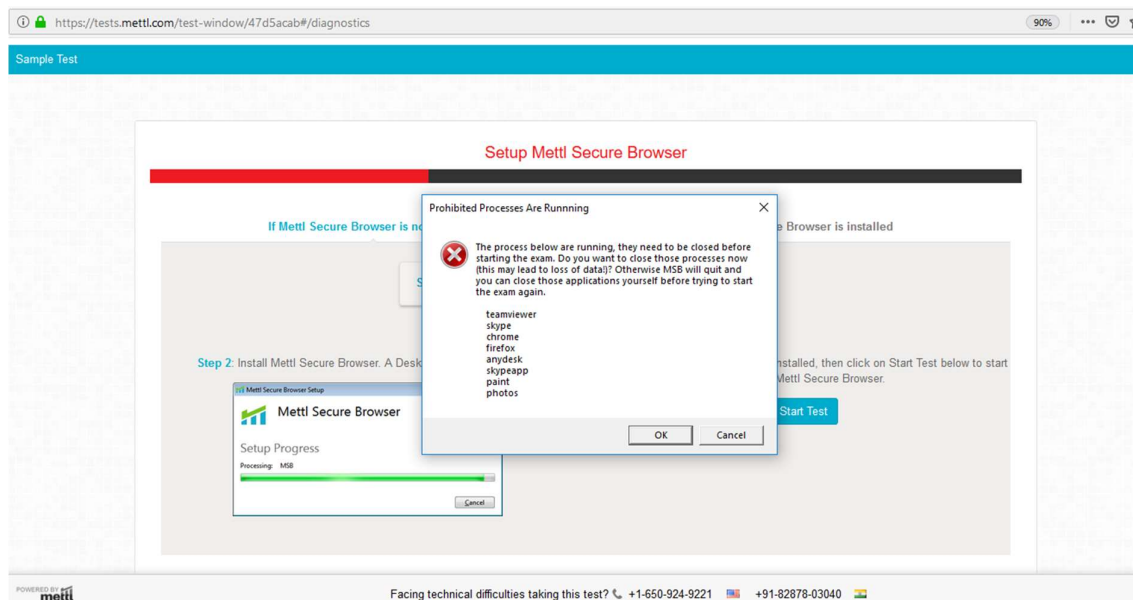 https://tests.mettl.com/test-window/47d5acab#/diagnostics
90%
Sample Test
Setup Mettl Secure Browser
If Mettl Secure Browser is
Browser is installed
Prohibited Processes Are Runnning
The process below are running, they need to be closed before
starting the exam. Do you want to close those processes now
(this may lead to loss of data!)? Otherwise MSB will quit and
you can close those applications yourself before trying to start
the exam again.
teamviewer
skype
chrome
firefox
anydesk
skypeapp
paint
photos
OK
Cancel
Step 2: Install Mettl Secure Browser. A Desk
nstalled, then click on Start Test below to start
Mettl Secure Browser.
Start Test
Mettl Secure Browser Setup
Mettl Secure Browser
Setup Progress
Processing: MSB
Cancel
POWERED BY
mettl
Facing technical difficulties taking this test? +1-650-924-9221 +91-82878-03040